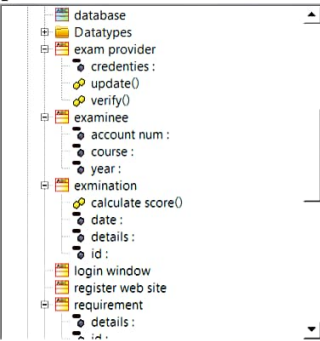 database
Datatypes
exam provider
credenties :
update()
verify()
examinee
account num :
course :
year :
exmination
calculate score()
date :
details :
id :
login window
register web site
requirement
details :
id :